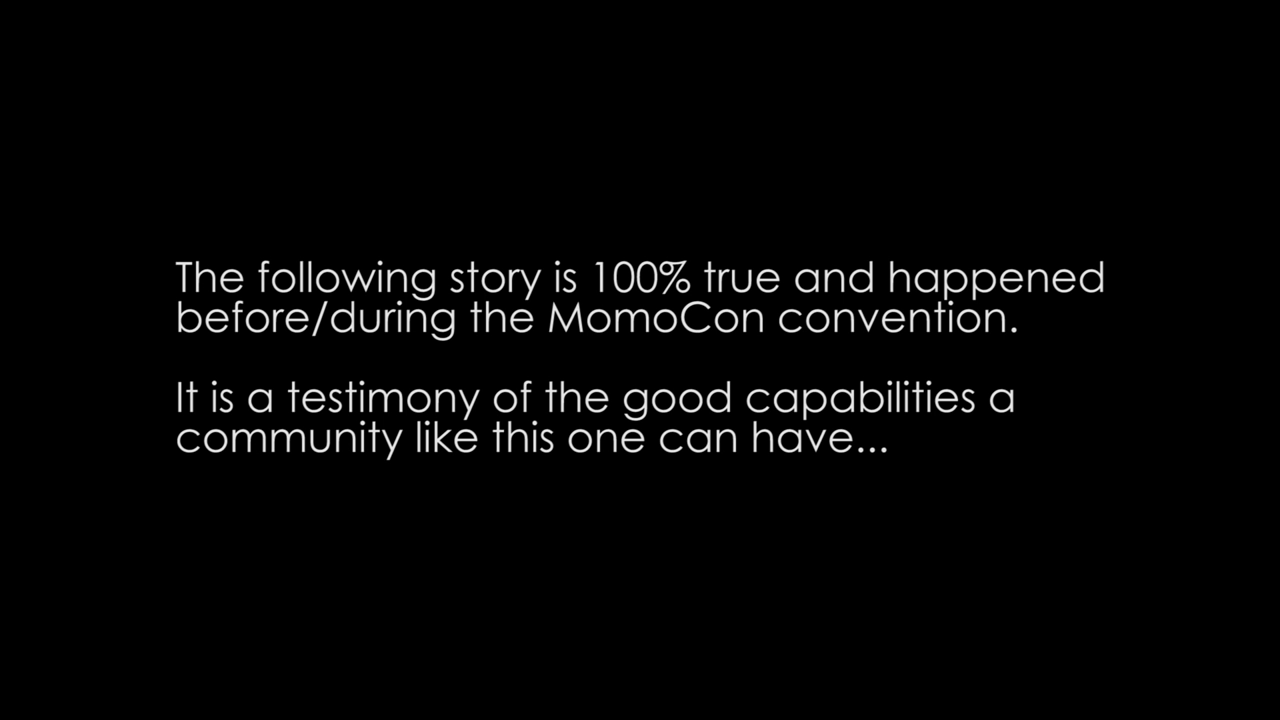 The following story is 100% true and happened
before/during the MomoCon convention.
It is a testimony of the good capabilities a
community like this one can have...